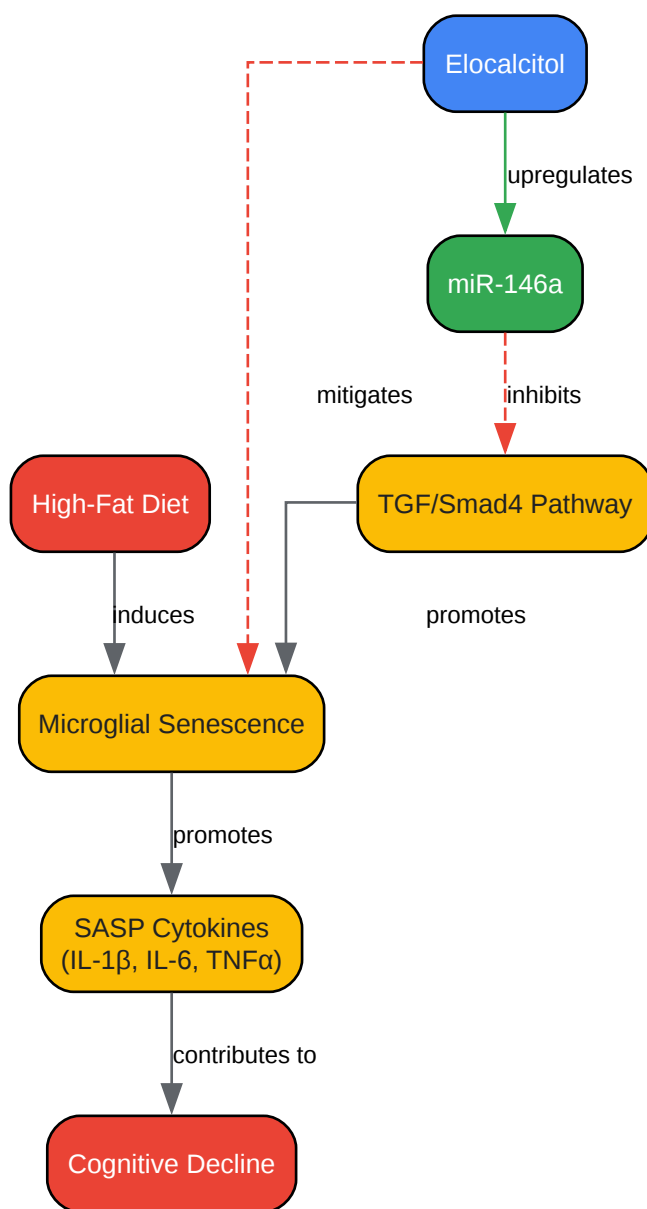 Elocalcitol
upregulates
miR-146a
mitigates
inhibits
High-Fat Diet
TGF/Smad4 Pathway
induces
promotes
Microglial Senescence
promotes
SASP Cytokines
(IL-1β, IL-6, TNFα)
contributes to
Cognitive Decline